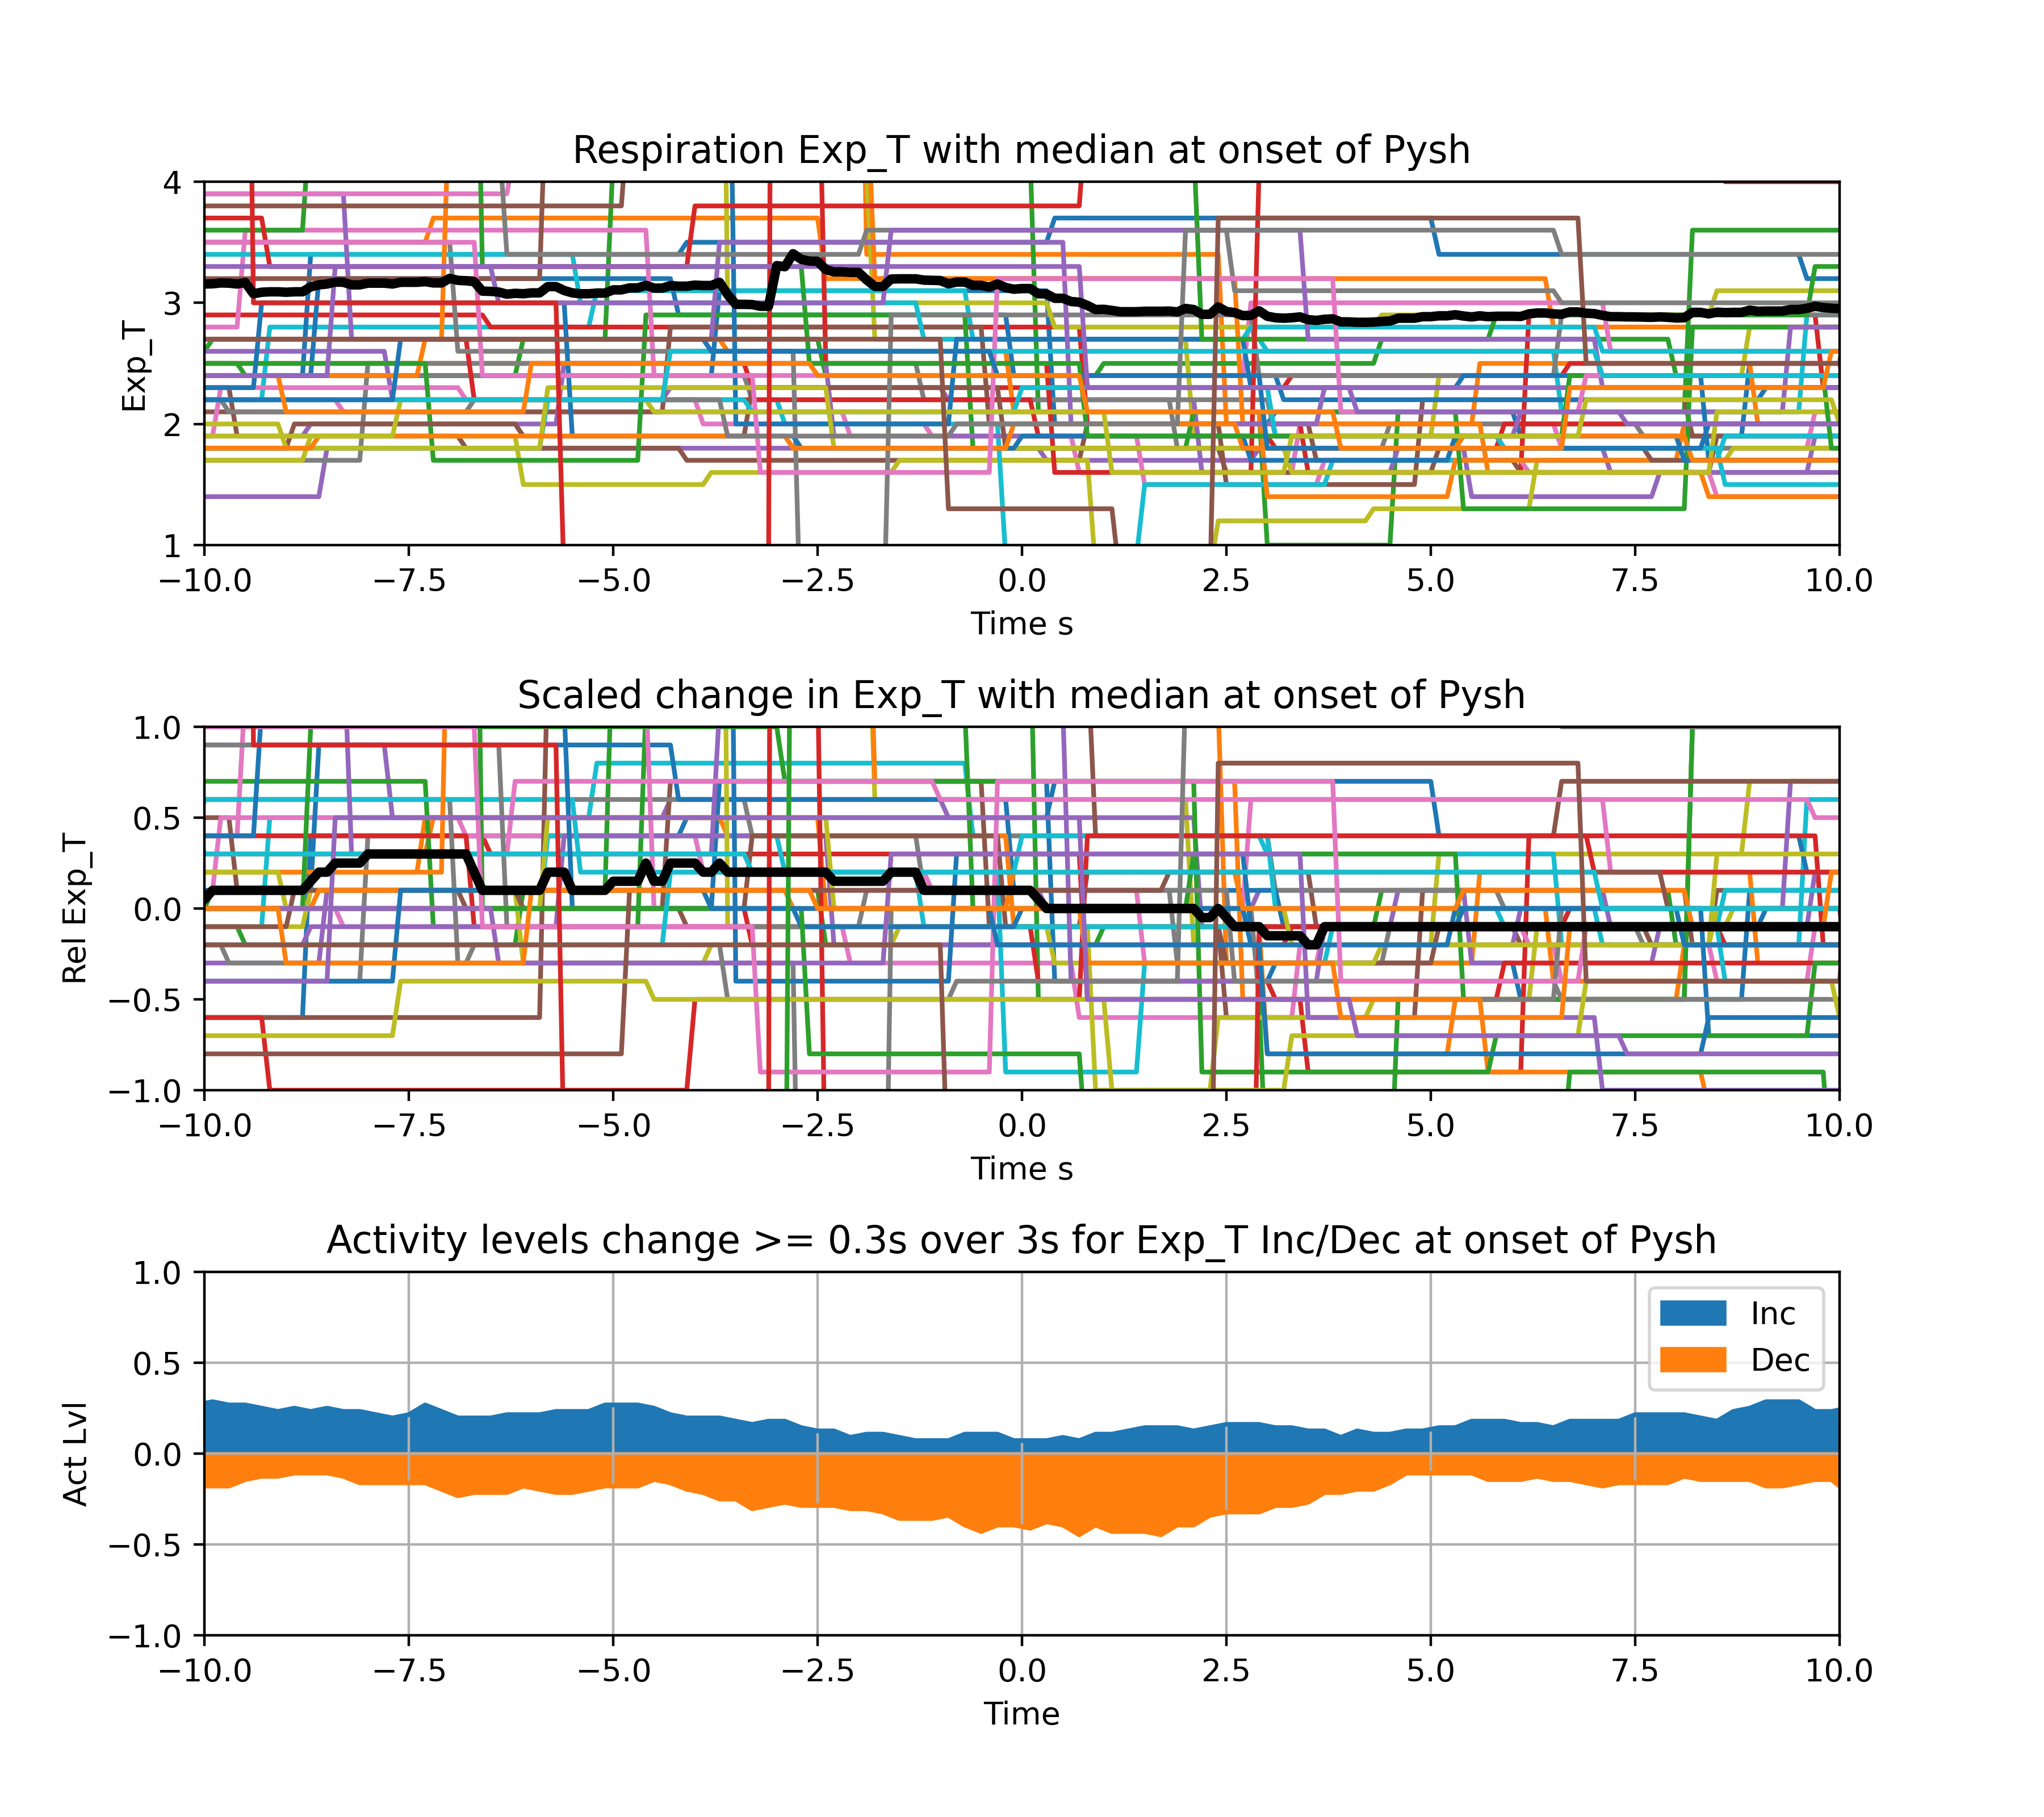 Respiration Exp_T with median at onset of Pysh
4
3
2
1
Exp_T
−10.0 −7.5 −5.0 −2.5 0.0 2.5 5.0 7.5 10.0
Time s
Scaled change in Exp_T with median at onset of Pysh
1.0
0.5
0.0
−0.5
−1.0
Rel Exp_T
−10.0 −7.5 −5.0 −2.5 0.0 2.5 5.0 7.5 10.0
Time s
Activity levels change >= 0.3s over 3s for Exp_T Inc/Dec at onset of Pysh
1.0
0.5
0.0
−0.5
−1.0
Act Lvl
Inc
Dec
−10.0 −7.5 −5.0 −2.5 0.0 2.5 5.0 7.5 10.0
Time